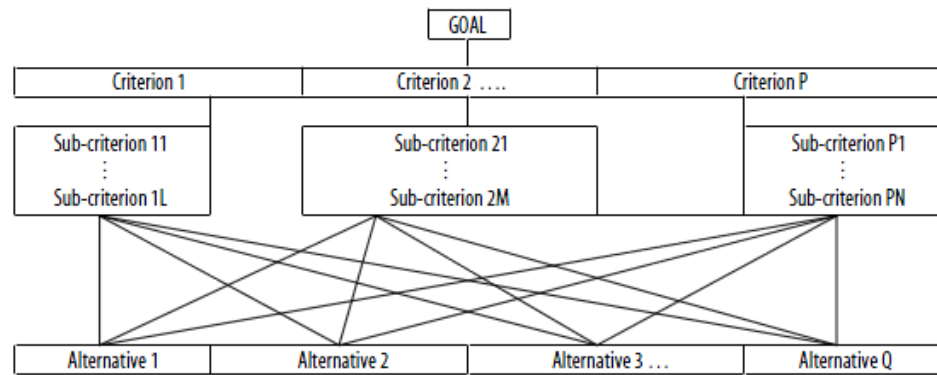 GOAL
Criterion 1 Criterion 2 …. Criterion P
Sub-criterion 11 Sub-criterion 21 Sub-criterion P1
⋮ ⋮ ⋮
Sub-criterion 1L Sub-criterion 2M Sub-criterion PN
Alternative 1 Alternative 2 Alternative 3 … Alternative Q